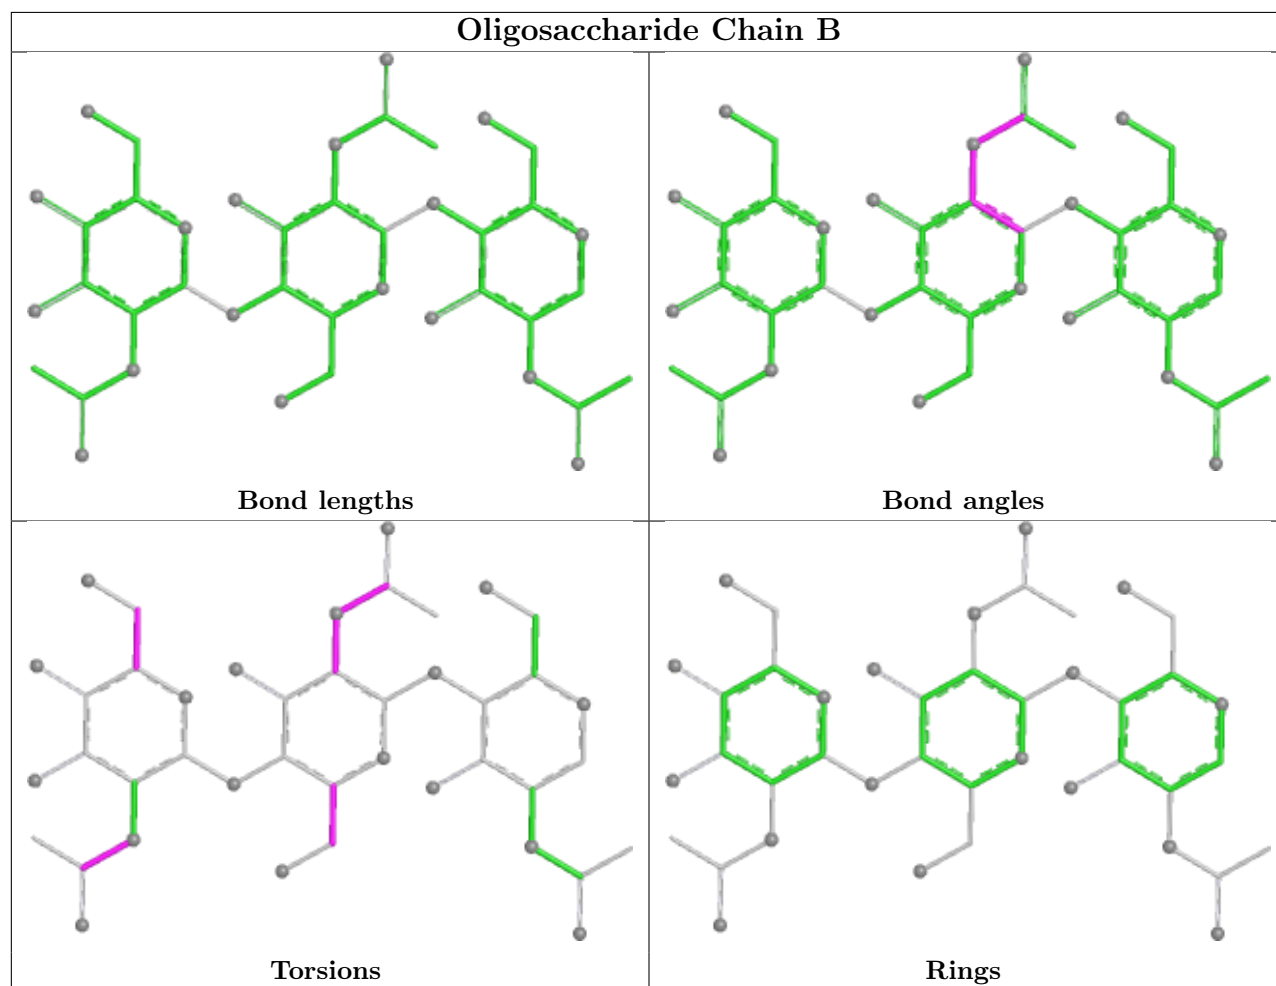 Oligosaccharide Chain B
Bond lengths
Bond angles
Torsions
Rings